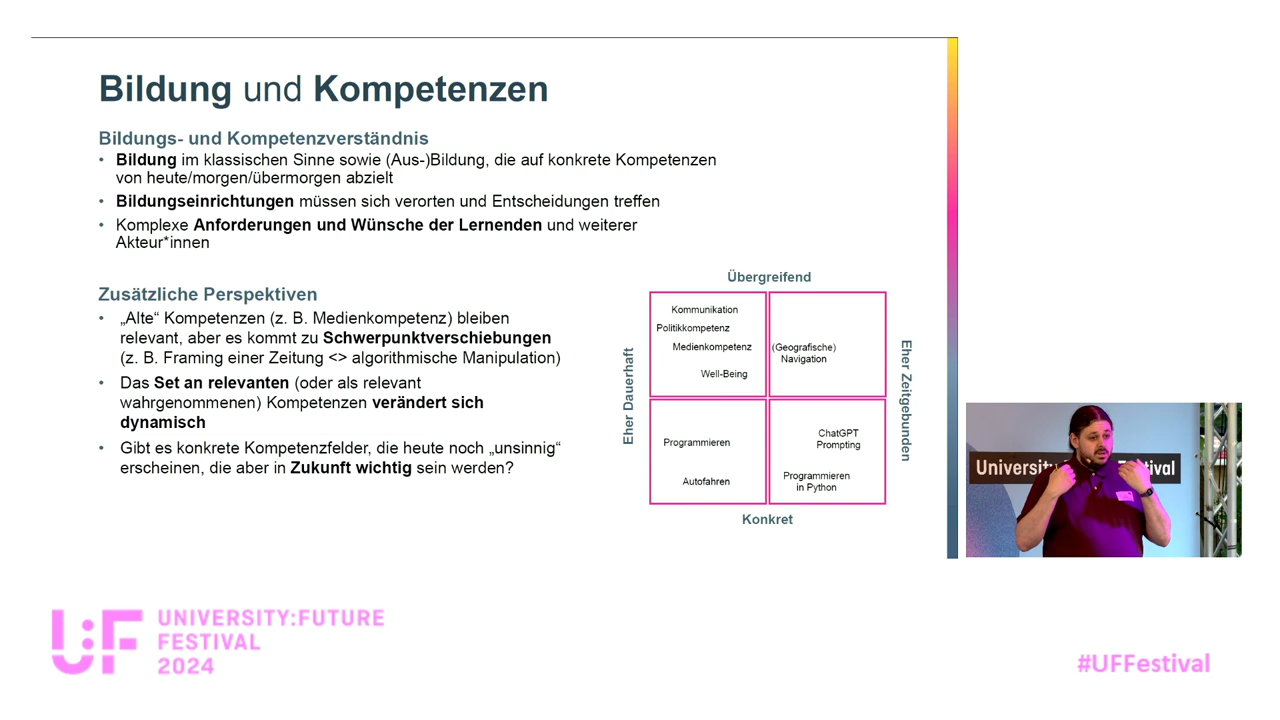 Bildung und Kompetenzen
Bildungs- und Kompetenzverständnis
• Bildung im klassischen Sinne sowie (Aus-)Bildung, die auf konkrete Kompetenzen
von heute/morgen/übermorgen abzielt
• Bildungseinrichtungen müssen sich verorten und Entscheidungen treffen
• Komplexe Anforderungen und Wünsche der Lernenden und weiterer
Akteur*innen
Zusätzliche Perspektiven
• „Alte“ Kompetenzen (z. B. Medienkompetenz) bleiben
relevant, aber es kommt zu Schwerpunktverschiebungen
(z. B. Framing einer Zeitung <> algorithmische Manipulation)
• Das Set an relevanten (oder als relevant
wahrgenommenen) Kompetenzen verändert sich
dynamisch
• Gibt es konkrete Kompetenzfelder, die heute noch „unsinnig“
erscheinen, die aber in Zukunft wichtig sein werden?
Übergreifend
Eher Dauerhaft
Kommunikation
Politikkompetenz
Medienkompetenz
Well-Being
(Geografische)
Navigation
Programmieren
Autofahren
ChatGPT
Prompting
Programmieren
in Python
Eher Zeitgebunden
Konkret
University
tival
U:F
UNIVERSITY:FUTURE
FESTIVAL
2024
#UFFestival